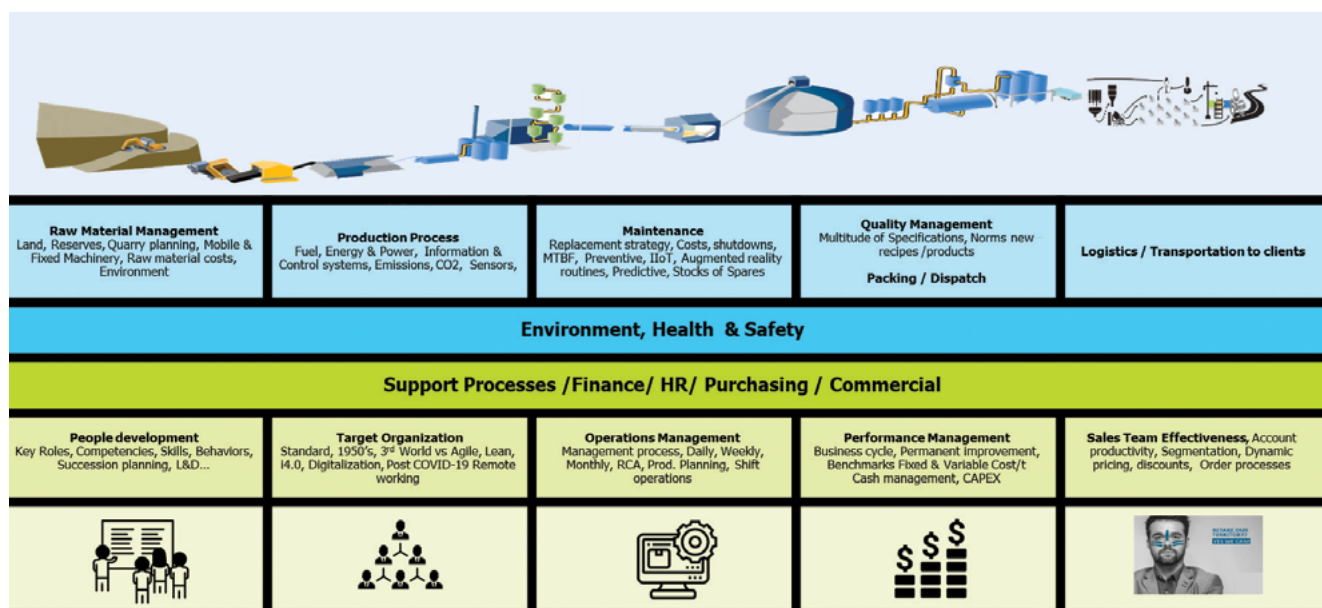 Raw Material Management
Land, Reserves, Quarry planning, Mobile &
Fixed Machinery, Raw material costs,
Environment
Production Process
Fuel, Energy & Power, Information &
Control systems, Emissions, CO2, Sensors,
Maintenance
Replacement strategy, Costs, shutdowns,
MTBF, Preventive, IIoT, Augmented reality
routines, Predictive, Stocks of Spares
Quality Management
Multitude of Specifications, Norms new
recipes /products
Packing / Dispatch
Logistics / Transportation to clients
Environment, Health & Safety
Support Processes /Finance/ HR/ Purchasing / Commercial
People development
Key Roles, Competencies, Skills, Behaviors,
Succession planning, L&D...
Target Organization
Standard, 1950's, 3rd World vs Agile, Lean,
i4.0, Digitalization, Post COVID-19 Remote
working
Operations Management
Management process, Daily, Weekly,
Monthly, RCA, Prod. Planning, Shift
operations
Performance Management
Business cycle, Permanent improvement,
Benchmarks Fixed & Variable Cost/t
Cash management, CAPEX
Sales Team Effectiveness, Account
productivity, Segmentation, Dynamic
pricing, discounts, Order processes
$ $ $
YES WE CAN!